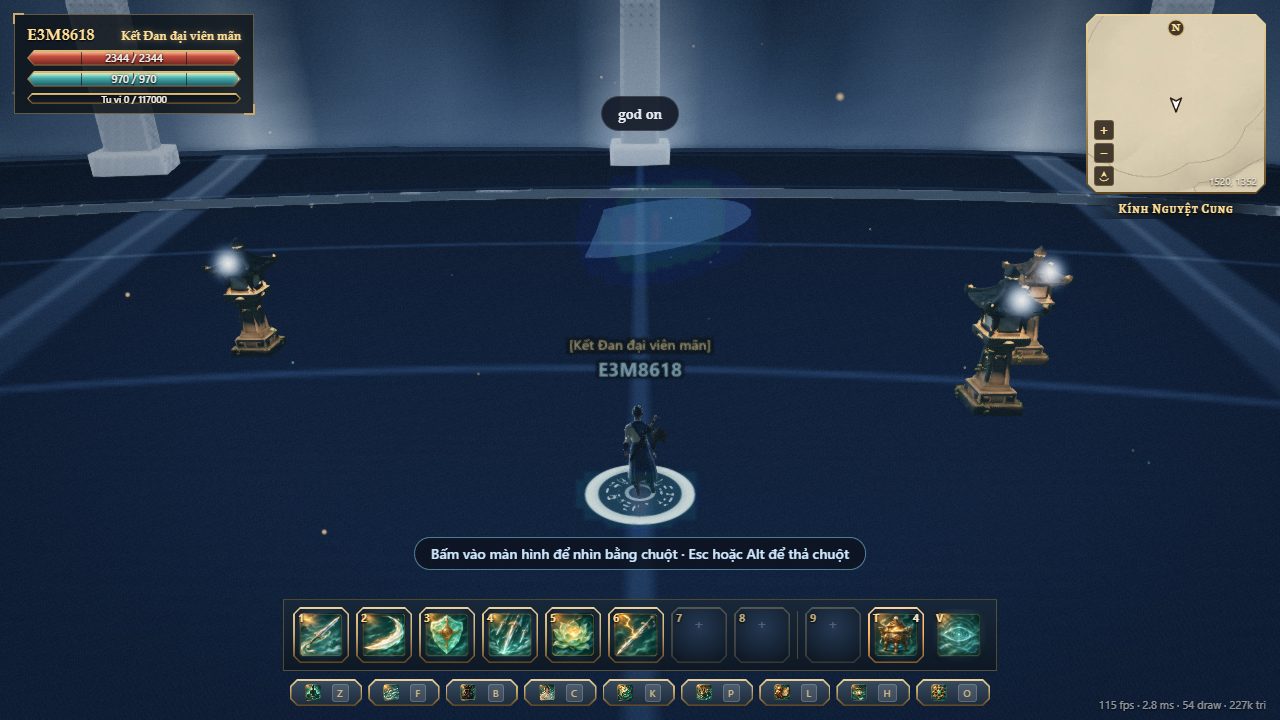 E3M8618 Kết Đan đại viên mãn
2344 / 2344
970 / 970
Tu vi 0 / 117000
god on
N
+
−
1520, 1352
Kính Nguyệt Cung
[Kết Đan đại viên mãn]
E3M8618
Bấm vào màn hình để nhìn bằng chuột · Esc hoặc Alt để thả chuột
1 2 3 4 5 6 7 8 9 T 4 V
+ + +
Z F B C K P L H O
115 fps · 2.8 ms · 54 draw · 227k tri